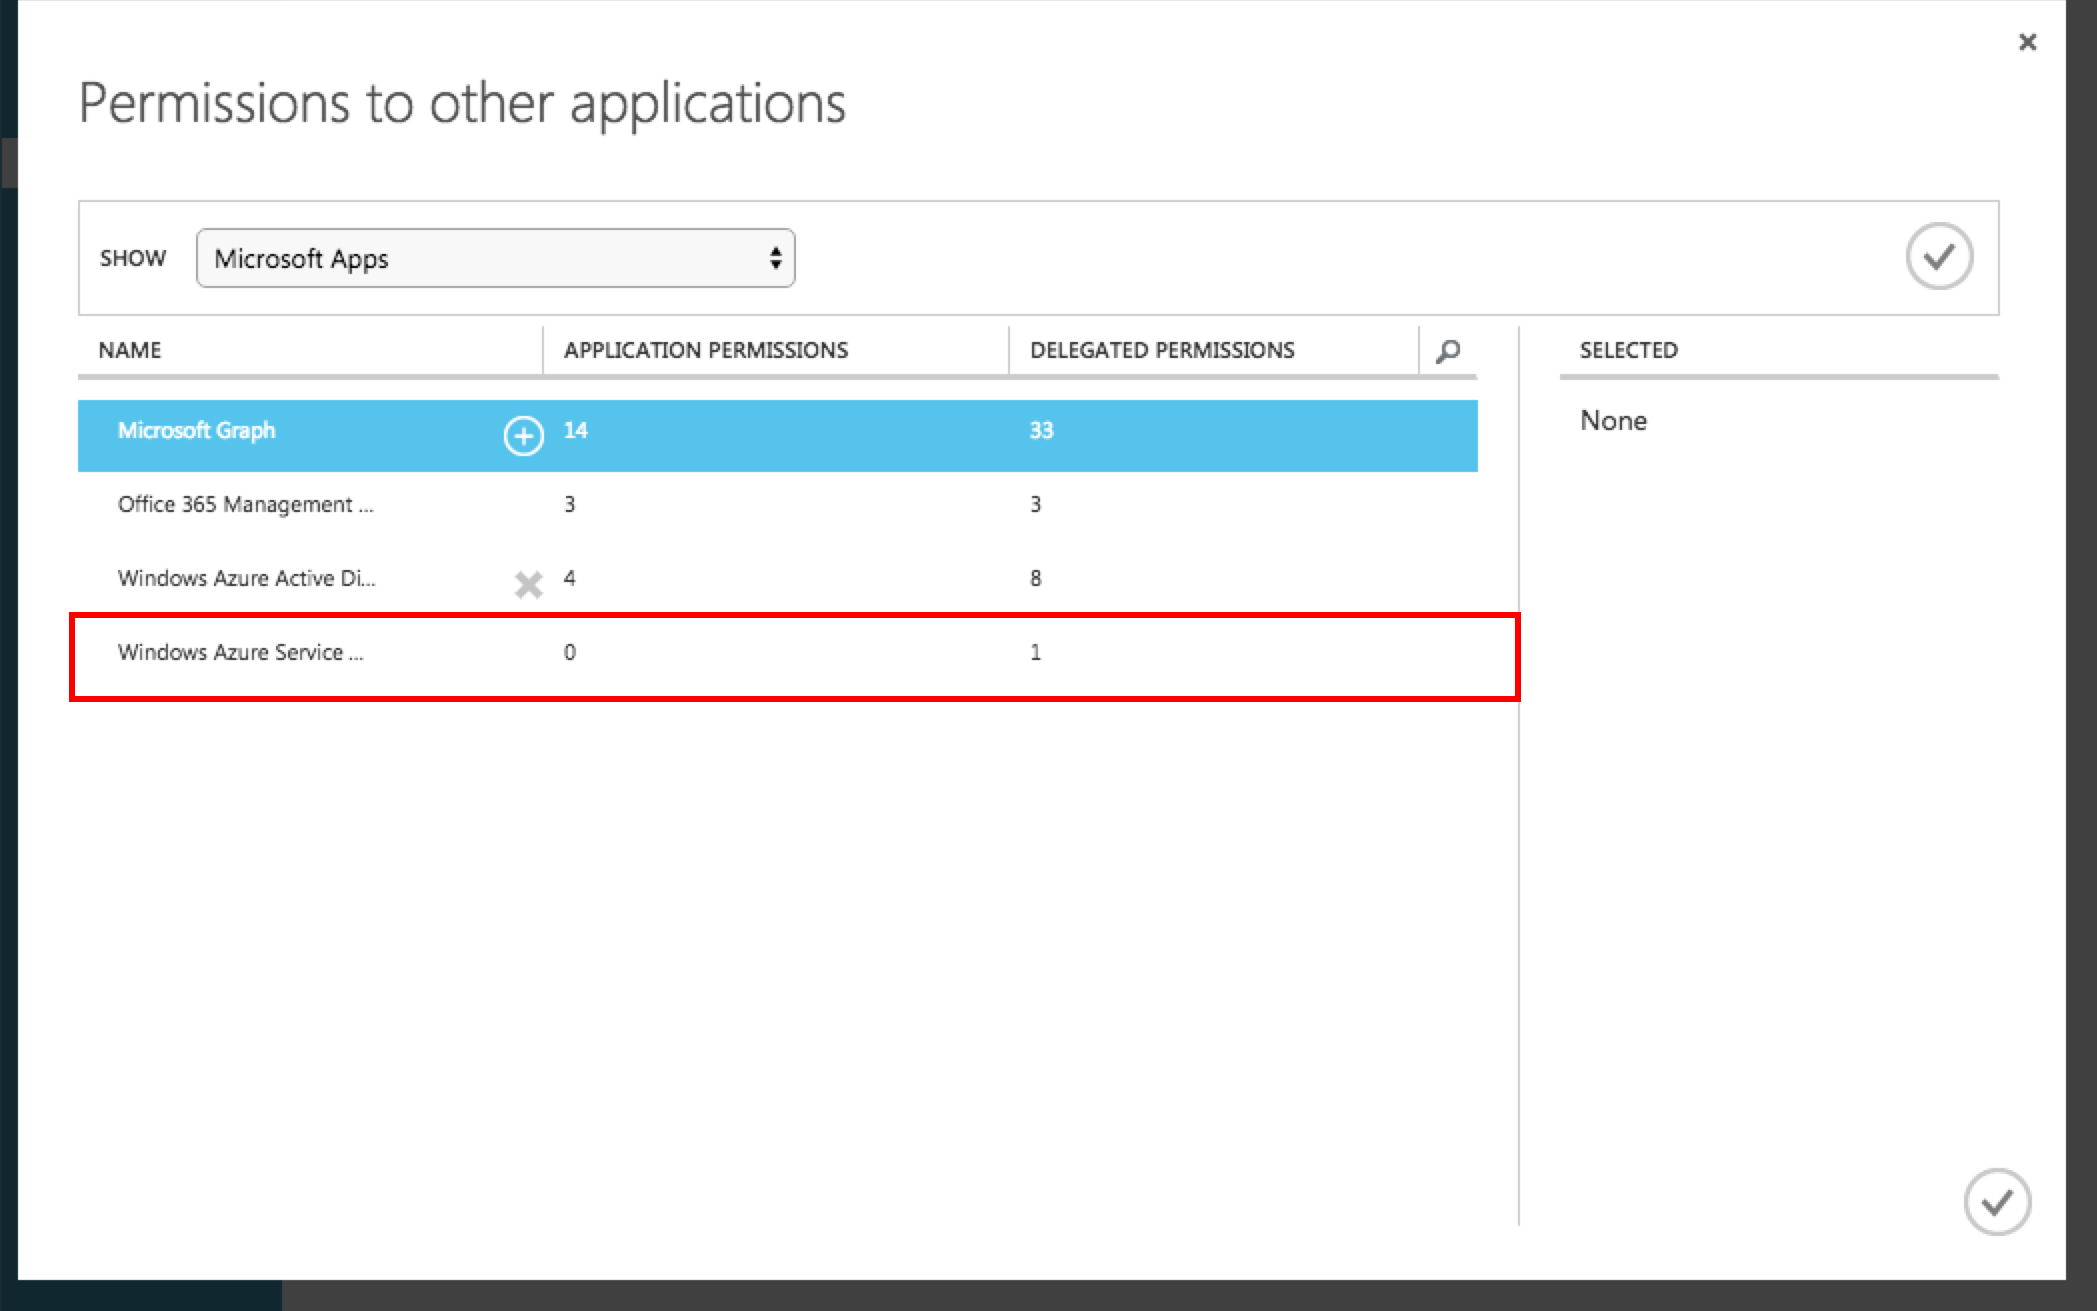 Permissions to other applications
SHOW Microsoft Apps
NAME APPLICATION PERMISSIONS DELEGATED PERMISSIONS SELECTED
Microsoft Graph 14 33 None
Office 365 Management ... 3 3
Windows Azure Active Di... 4 8
Windows Azure Service ... 0 1